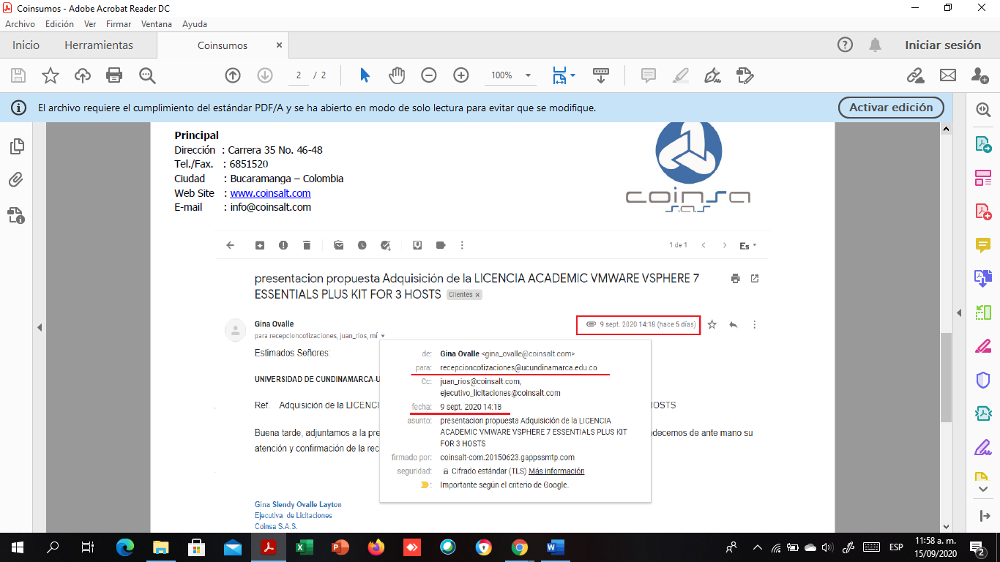 Coinsumos - Adobe Acrobat Reader DC
Archivo Edición Ver Firmar Ventana Ayuda
Inicio Herramientas Coinsumos × Iniciar sesión
2 / 2 100%
El archivo requiere el cumplimiento del estándar PDF/A y se ha abierto en modo de solo lectura para evitar que se modifique. Activar edición
Principal
Dirección : Carrera 35 No. 46-48
Tel./Fax. : 6851520
Ciudad : Bucaramanga – Colombia
Web Site : www.coinsalt.com
E-mail : info@coinsalt.com
coinsa
s.a.s
1 de 1 Es
presentacion propuesta Adquisición de la LICENCIA ACADEMIC VMWARE VSPHERE 7
ESSENTIALS PLUS KIT FOR 3 HOSTS Clientes ×
Gina Ovalle 9 sept. 2020 14:18 (hace 5 días)
para recepcioncotizaciones, juan_rios, mí
Estimados Señores:
de: Gina Ovalle <gina_ovalle@coinsalt.com>
para: recepcioncotizaciones@ucundinamarca.edu.co
UNIVERSIDAD DE CUNDINAMARCA-U
Cc: juan_rios@coinsalt.com,
ejecutivo_licitaciones@coinsalt.com
Ref. Adquisición de la LICENCI HOSTS
fecha: 9 sept. 2020 14:18
asunto: presentacion propuesta Adquisición de la LICENCIA
ACADEMIC VMWARE VSPHERE 7 ESSENTIALS PLUS KIT
FOR 3 HOSTS
Buena tarde, adjuntamos a la pre adecemos de ante mano su
atención y confirmación de la rec
firmado por: coinsalt-com.20150623.gappssmtp.com
seguridad: Cifrado estándar (TLS) Más información
: Importante según el criterio de Google.
Gina Slendy Ovalle Layton
Ejecutiva de Licitaciones
Coinsa S.A.S.
ESP
11:58 a. m.
15/09/2020
2